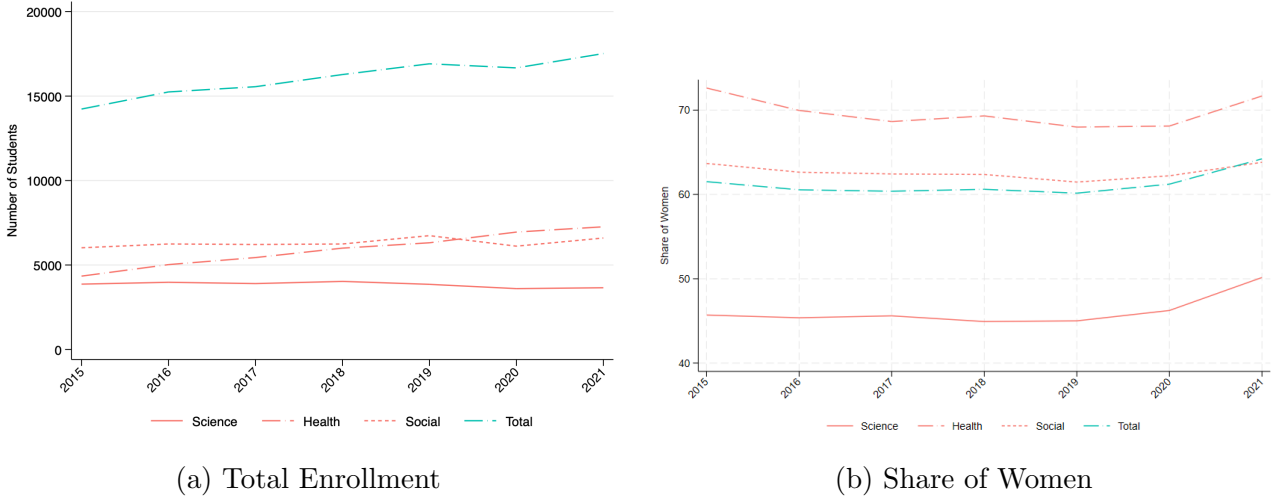 20000
15000
10000
5000
0
Number of Students
2015 2016 2017 2018 2019 2020 2021
Science Health Social Total
(a) Total Enrollment
70
60
50
40
Share of Women
2015 2016 2017 2018 2019 2020 2021
Science Health Social Total
(b) Share of Women